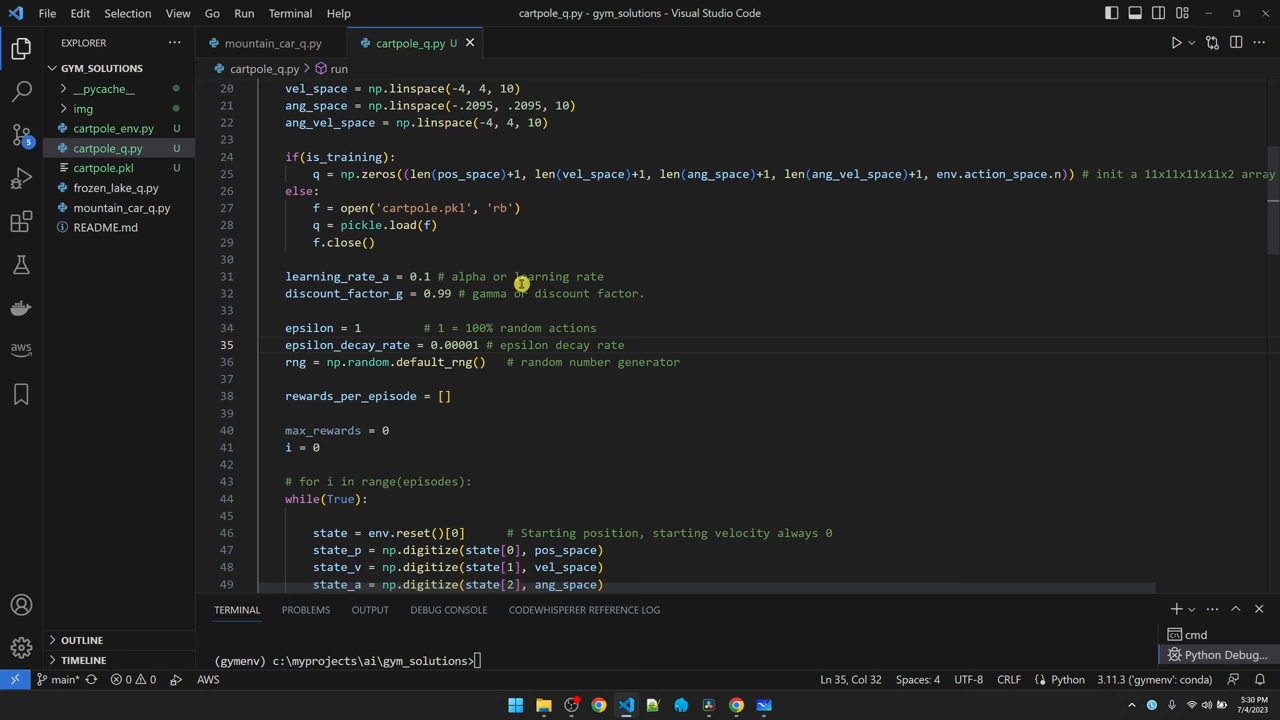 File Edit Selection View Go Run Terminal Help
cartpole_q.py - gym_solutions - Visual Studio Code
EXPLORER
mountain_car_q.py
cartpole_q.py U
GYM_SOLUTIONS
cartpole_q.py > run
__pycache__
img
cartpole_env.py U
cartpole_q.py U
cartpole.pkl U
frozen_lake_q.py
mountain_car_q.py
README.md
20 vel_space = np.linspace(-4, 4, 10)
21 ang_space = np.linspace(-.2095, .2095, 10)
22 ang_vel_space = np.linspace(-4, 4, 10)
23
24 if(is_training):
25 q = np.zeros((len(pos_space)+1, len(vel_space)+1, len(ang_space)+1, len(ang_vel_space)+1, env.action_space.n)) # init a 11x11x11x11x2 array
26 else:
27 f = open('cartpole.pkl', 'rb')
28 q = pickle.load(f)
29 f.close()
30
31 learning_rate_a = 0.1 # alpha or learning rate
32 discount_factor_g = 0.99 # gamma or discount factor.
33
34 epsilon = 1 # 1 = 100% random actions
35 epsilon_decay_rate = 0.00001 # epsilon decay rate
36 rng = np.random.default_rng() # random number generator
37
38 rewards_per_episode = []
39
40 max_rewards = 0
41 i = 0
42
43 # for i in range(episodes):
44 while(True):
45
46 state = env.reset()[0] # Starting position, starting velocity always 0
47 state_p = np.digitize(state[0], pos_space)
48 state_v = np.digitize(state[1], vel_space)
49 state_a = np.digitize(state[2], ang_space)
5
aws
OUTLINE
TIMELINE
TERMINAL PROBLEMS OUTPUT DEBUG CONSOLE CODEWHISPERER REFERENCE LOG
cmd
Python Debug...
(gymenv) c:\myprojects\ai\gym_solutions>
main* 0 0 AWS
Ln 35, Col 32 Spaces: 4 UTF-8 CRLF Python 3.11.3 ('gymenv': conda)
5:30 PM
7/4/2023